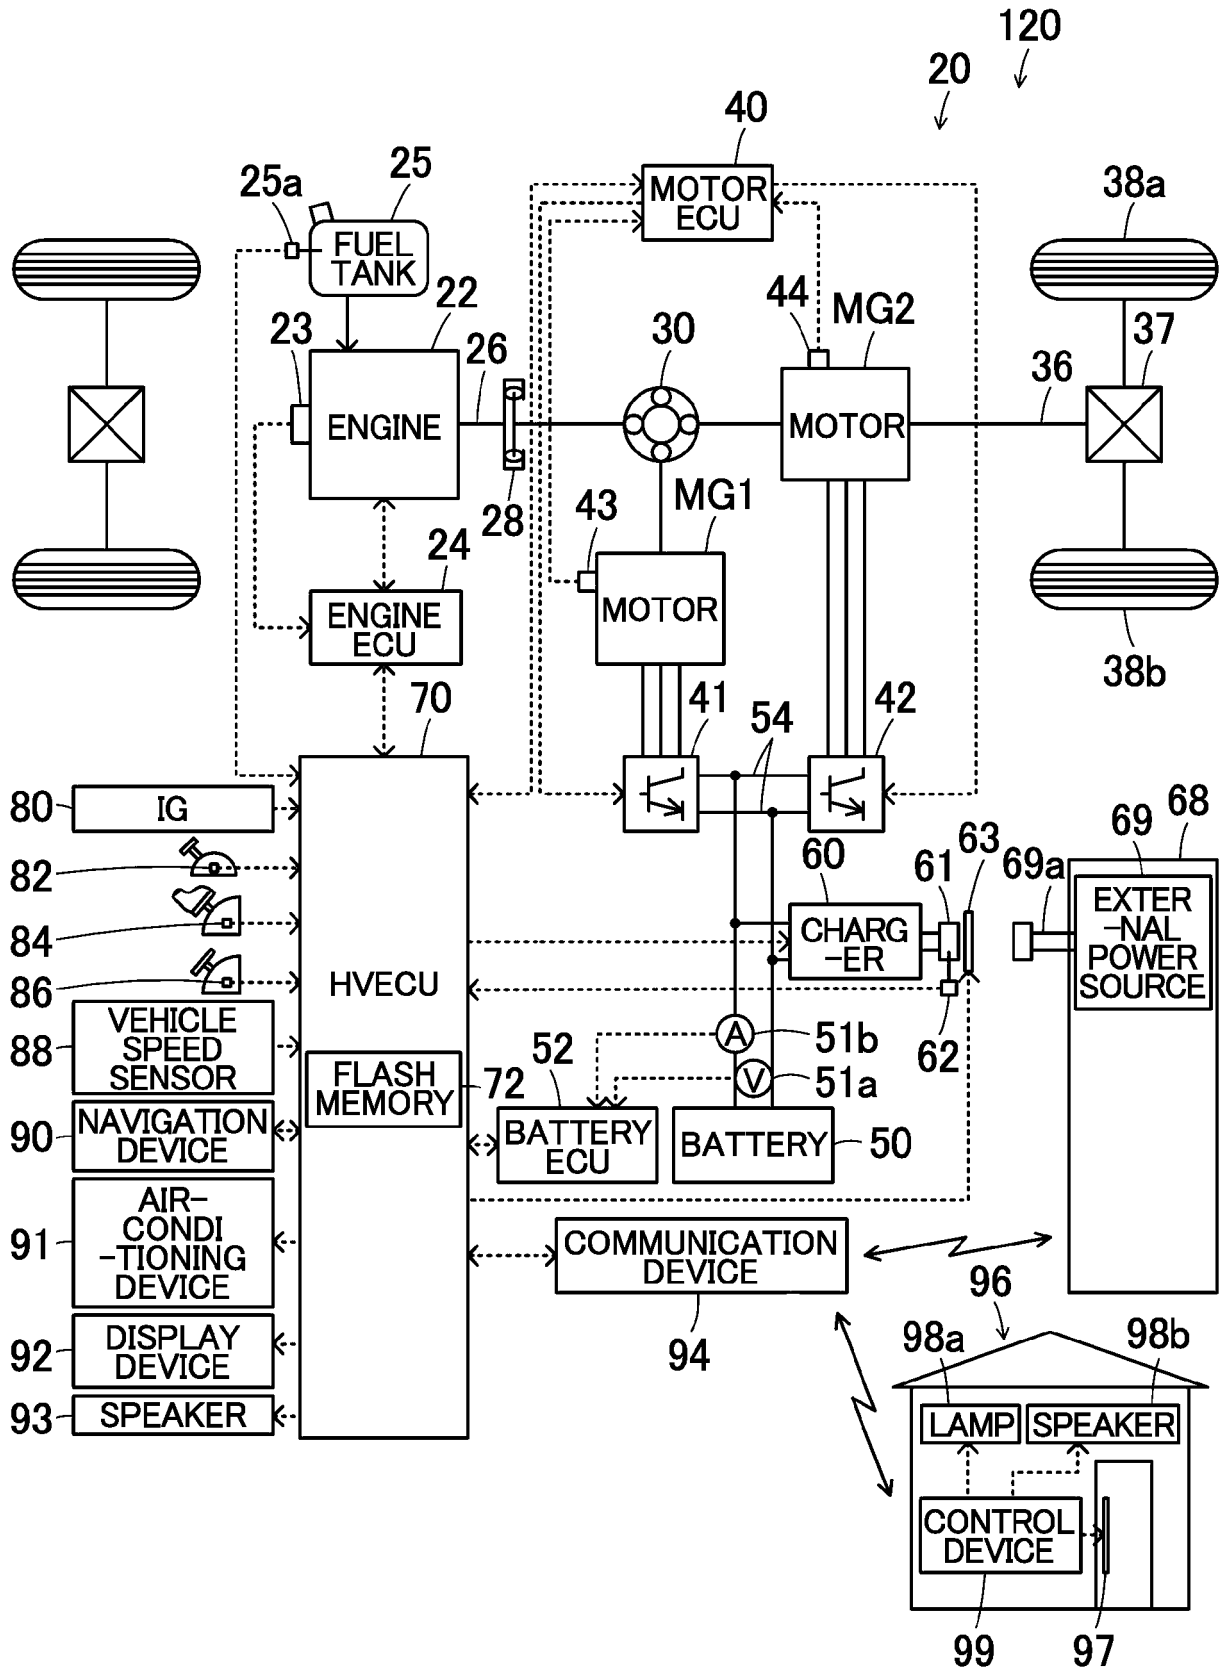 120
20
40
25
25a
MOTOR
ECU
38a
FUEL
TANK
22
44
MG2
23
26
30
37
36
ENGINE
MOTOR
28
43
MG1
24
MOTOR
ENGINE
ECU
38b
70
41
54
42
80
IG
68
69
63
60
61
69a
82
EXTER
-NAL
POWER
SOURCE
84
CHARG
-ER
86
HVECU
VEHICLE
SPEED
SENSOR
88
A
51b
52
62
FLASH
MEMORY
72
V
51a
90
NAVIGATION
DEVICE
BATTERY
ECU
BATTERY
50
AIR-
CONDI
-TIONING
DEVICE
91
COMMUNICATION
DEVICE
96
92
DISPLAY
DEVICE
94
98a
98b
93
SPEAKER
LAMP
SPEAKER
CONTROL
DEVICE
99
97